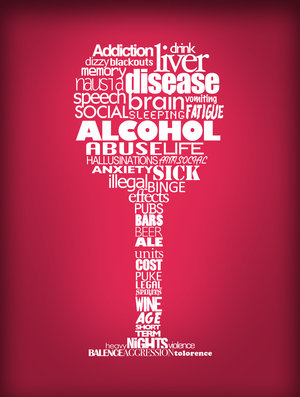 Addiction drink
dizzy blackouts liver
memory disease
nausia
speech brain vomiting
SOCIAL SLEEPING FATIGUE
ALCOHOL
ABUSE LIFE
HALLUSINATIONS ANTISOCIAL
ANXIETY SICK
illegal BINGE
effects
PUBS
BARS
BEER
ALE
units
COST
PUKE
LEGAL
SPIRITS
WINE
AGE
SHORT
TERM
heavy NIGHTS violence
BALENCE AGGRESSION tolorence